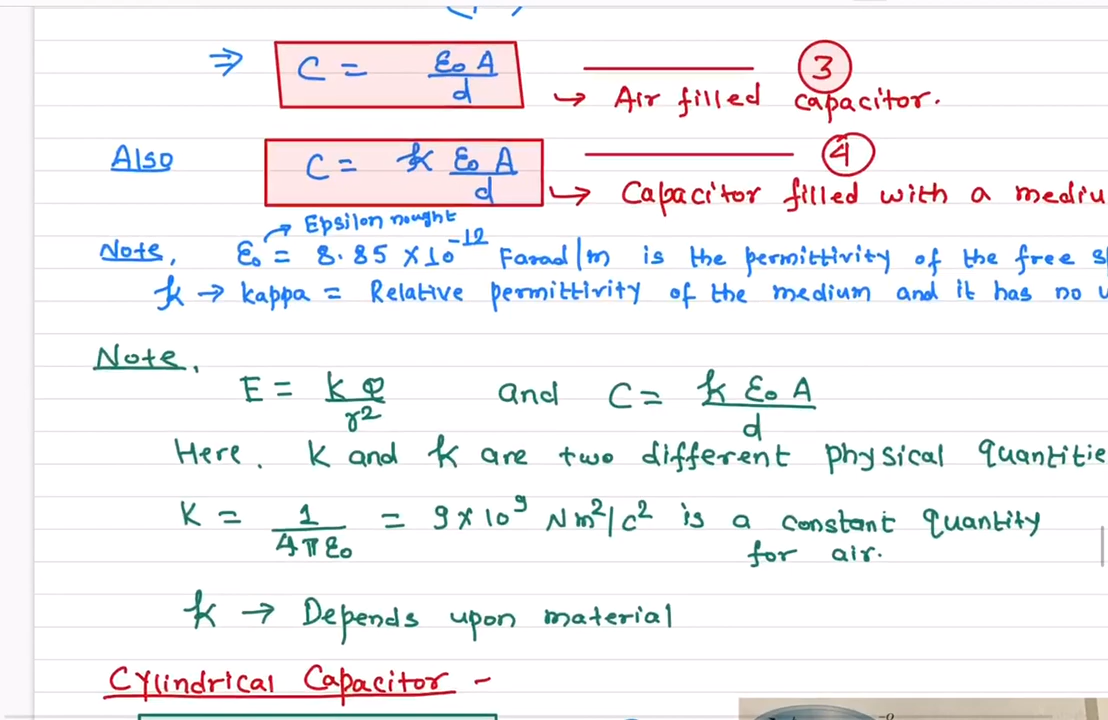 ⇒ C = ε₀ A / d ——— ③
↳ Air filled capacitor.
Also C = k ε₀ A / d ——— ④
↳ Capacitor filled with a mediu
→ Epsilon nought
Note, ε₀ = 8.85 × 10⁻¹² Farad/m is the permittivity of the free s
k → kappa = Relative permittivity of the medium and it has no u
Note,
E = k Q / r² and C = k ε₀ A / d
Here, K and k are two different physical quantitie
K = 1 / 4πε₀ = 9 × 10⁹ Nm²/c² is a constant quantity
for air.
k → Depends upon material
Cylindrical Capacitor -